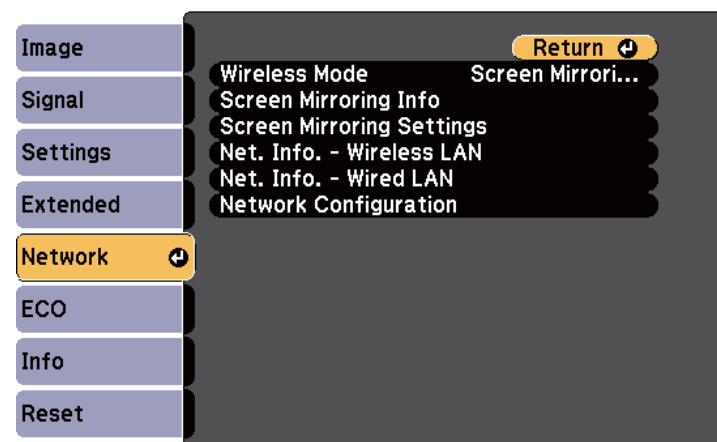 Image
Signal
Settings
Extended
Network
ECO
Info
Reset
Return
Wireless Mode Screen Mirrori...
Screen Mirroring Info
Screen Mirroring Settings
Net. Info. - Wireless LAN
Net. Info. - Wired LAN
Network Configuration